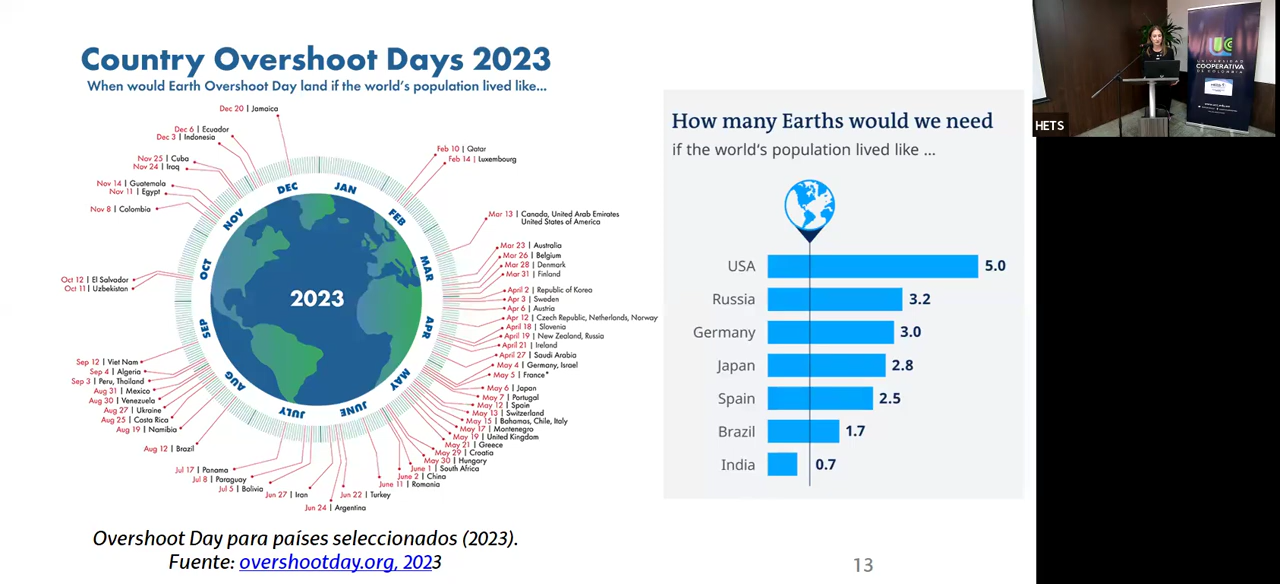 Country Overshoot Days 2023
When would Earth Overshoot Day land if the world's population lived like...
Dec 20 | Jamaica
Dec 6 | Ecuador
Dec 3 | Indonesia
Nov 25 | Cuba
Nov 24 | Iraq
Nov 14 | Guatemala
Nov 11 | Egypt
Nov 8 | Colombia
Oct 12 | El Salvador
Oct 11 | Uzbekistan
Sep 12 | Viet Nam
Sep 4 | Algeria
Sep 3 | Peru, Thailand
Aug 31 | Mexico
Aug 30 | Venezuela
Aug 27 | Ukraine
Aug 25 | Costa Rica
Aug 19 | Namibia
Aug 12 | Brazil
Jul 17 | Panama
Jul 8 | Paraguay
Jul 5 | Bolivia
Jun 27 | Iran
Jun 24 | Argentina
Jun 22 | Turkey
Feb 10 | Qatar
Feb 14 | Luxembourg
Mar 13 | Canada, United Arab Emirates
United States of America
Mar 23 | Australia
Mar 26 | Belgium
Mar 28 | Denmark
Mar 31 | Finland
April 2 | Republic of Korea
Apr 3 | Sweden
Apr 6 | Austria
Apr 12 | Czech Republic, Netherlands, Norway
April 18 | Slovenia
April 19 | New Zealand, Russia
April 21 | Ireland
April 27 | Saudi Arabia
May 4 | Germany, Israel
May 5 | France*
May 6 | Japan
May 7 | Portugal
May 12 | Spain
May 13 | Switzerland
May 15 | Bahamas, Chile, Italy
May 17 | Montenegro
May 19 | United Kingdom
May 21 | Greece
May 29 | Croatia
May 30 | Hungary
June 1 | South Africa
June 2 | China
June 11 | Romania
JAN
FEB
MAR
APR
MAY
JUNE
JULY
AUG
SEP
OCT
NOV
DEC
2023
Overshoot Day para países seleccionados (2023).
Fuente: overshootday.org, 2023
How many Earths would we need
if the world's population lived like ...
USA 5.0
Russia 3.2
Germany 3.0
Japan 2.8
Spain 2.5
Brazil 1.7
India 0.7
13
HETS
UCC
UNIVERSIDAD
COOPERATIVA
DE COLOMBIA